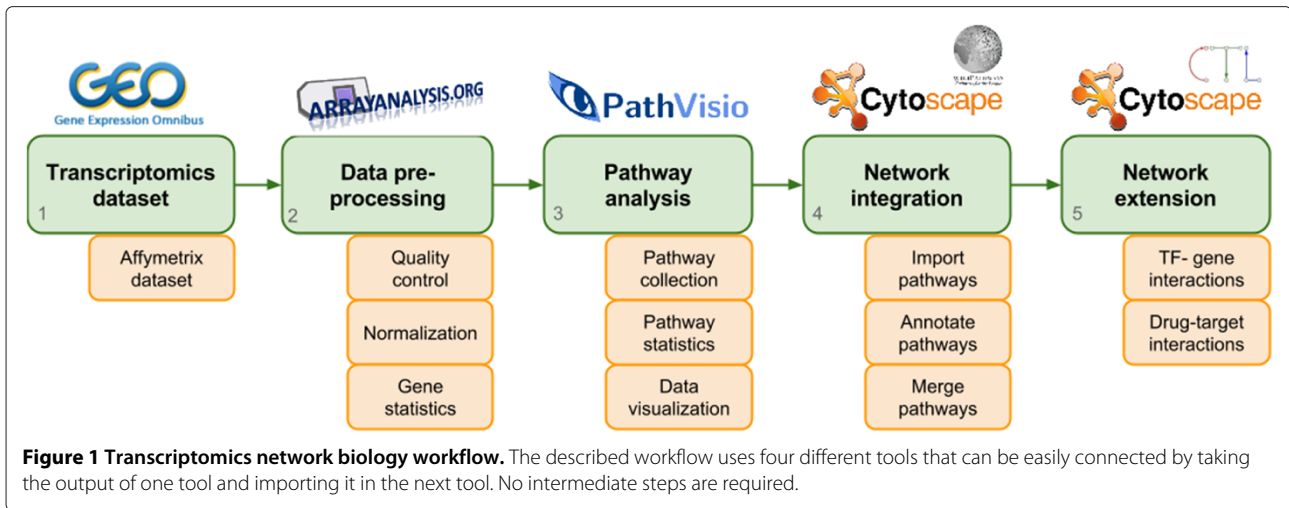 GEO
Gene Expression Omnibus
ARRAYANALYSIS.ORG
PathVisio
Cytoscape
CTL
Cytoscape
Transcriptomics
dataset
1
Data pre-
processing
2
Pathway
analysis
3
Network
integration
4
Network
extension
5
Affymetrix
dataset
Quality
control
Normalization
Gene
statistics
Pathway
collection
Pathway
statistics
Data
visualization
Import
pathways
Annotate
pathways
Merge
pathways
TF- gene
interactions
Drug-target
interactions
Figure 1 Transcriptomics network biology workflow. The described workflow uses four different tools that can be easily connected by taking
the output of one tool and importing it in the next tool. No intermediate steps are required.